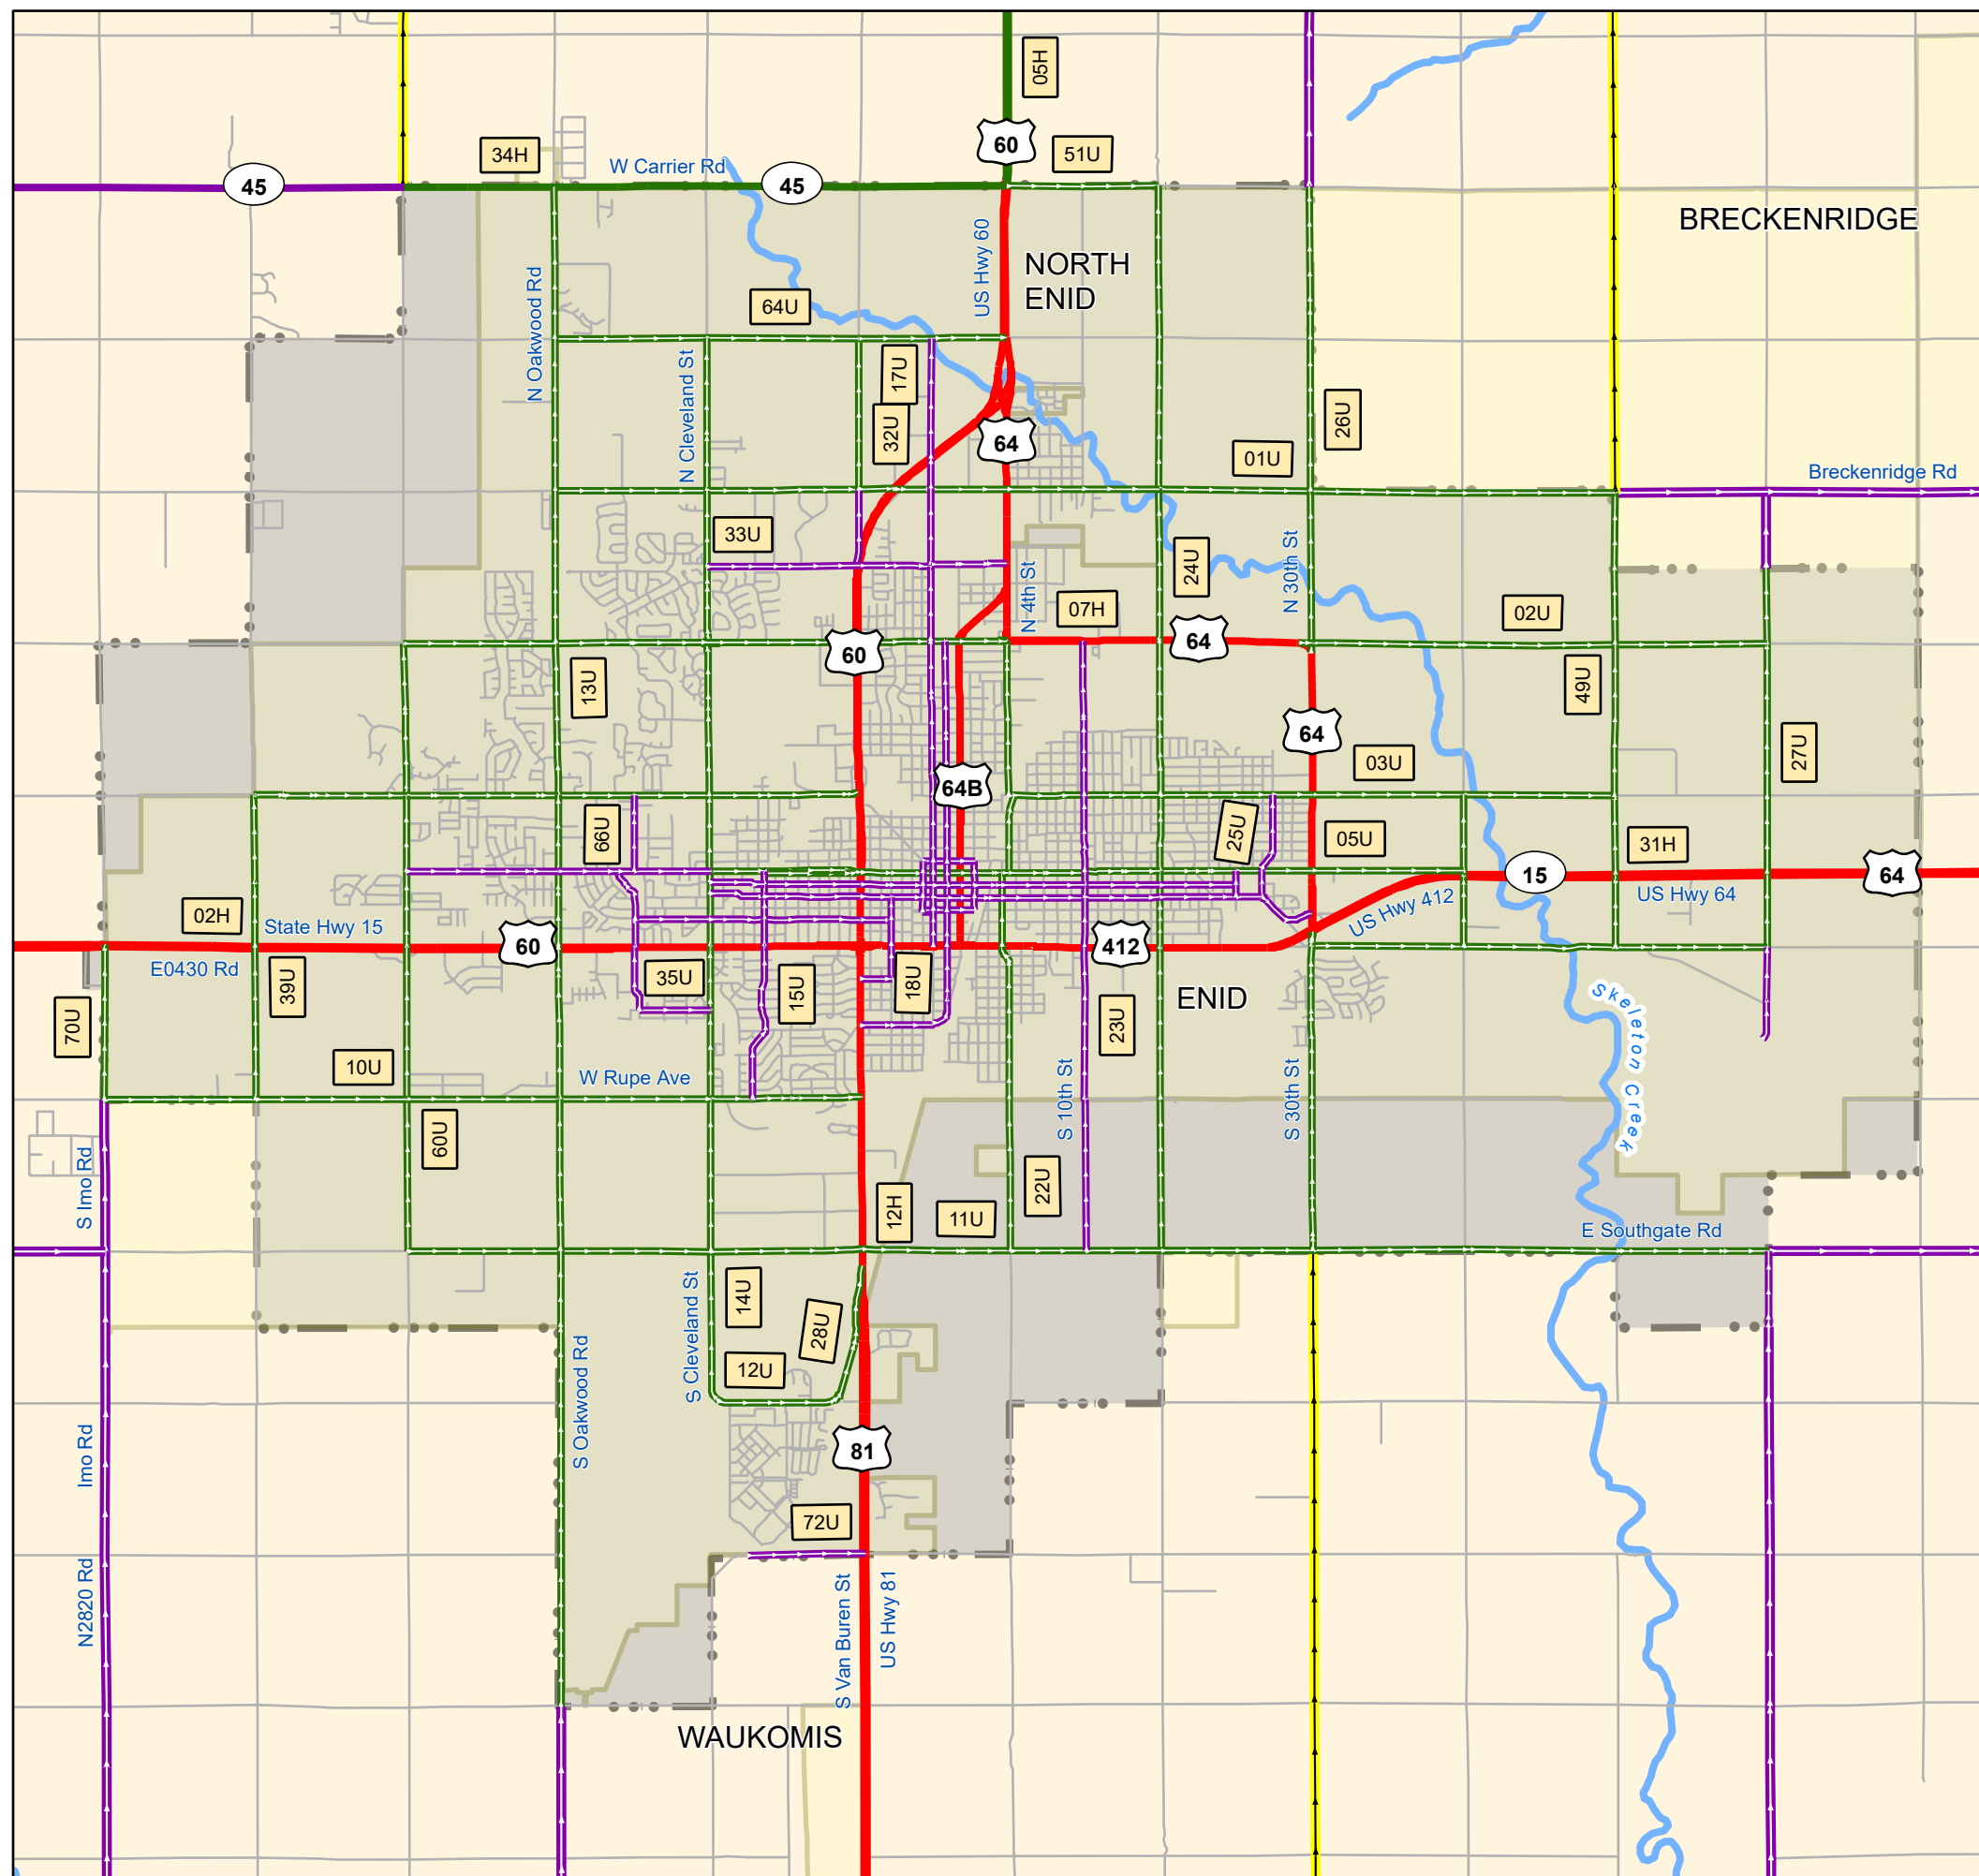 05H
60
51U
34H
W Carrier Rd
45
45
BRECKENRIDGE
US Hwy 60
NORTH
ENID
N Oakwood Rd
64U
N Cleveland St
17U
32U
64
26U
01U
Breckenridge Rd
33U
24U
N 30th St
N 4th St
07H
02U
64
60
13U
49U
64
03U
27U
64B
66U
25U
05U
31H
15
64
02H
State Hwy 15
US Hwy 412
US Hwy 64
60
412
E0430 Rd
39U
35U
15U
18U
ENID
Skeleton Creek
70U
23U
10U
W Rupe Ave
S 10th St
S 30th St
60U
S Imo Rd
22U
12H
11U
E Southgate Rd
14U
28U
S Cleveland St
12U
S Oakwood Rd
Imo Rd
81
72U
N2820 Rd
S Van Buren St
US Hwy 81
WAUKOMIS